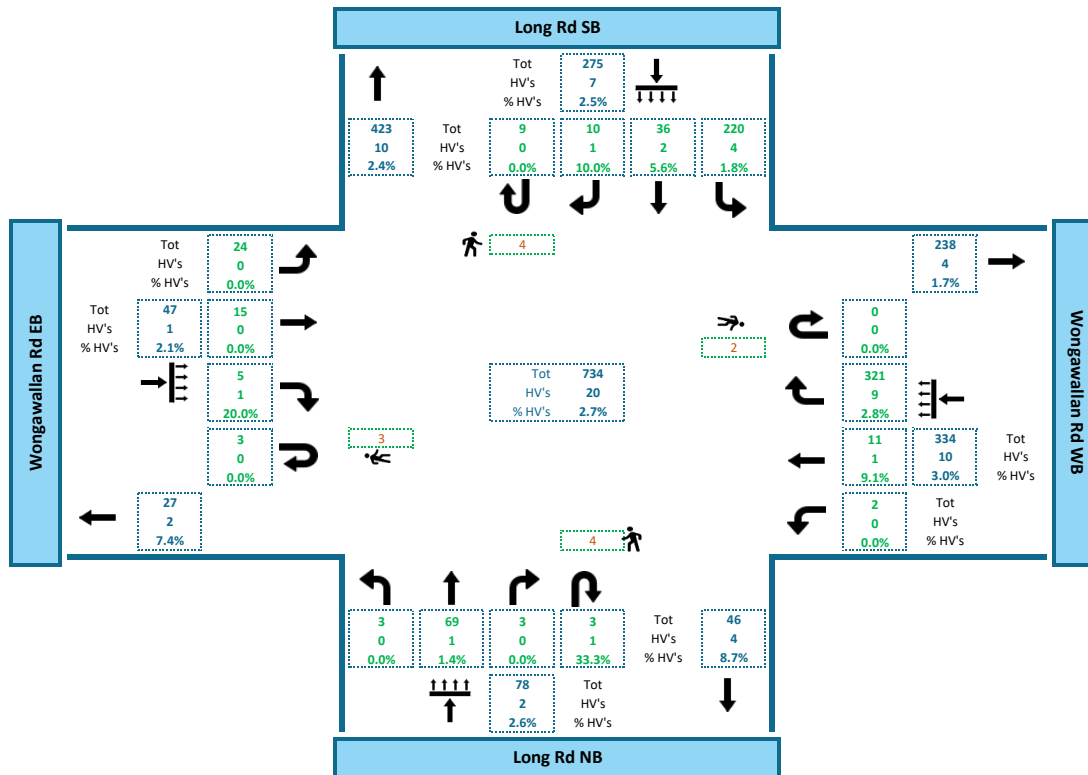 Long Rd SB
Tot 275
HV's 7
% HV's 2.5%
423 Tot 9 10 36 220
10 HV's 0 1 2 4
2.4% % HV's 0.0% 10.0% 5.6% 1.8%
Wongawallan Rd EB
Tot 24
HV's 0
% HV's 0.0%
4
238
4
1.7%
Tot 47 15
HV's 1 0
% HV's 2.1% 0.0%
2
0
0
0.0%
Wongawallan Rd WB
5
1
20.0%
Tot 734
HV's 20
% HV's 2.7%
321
9
2.8%
3
0
0.0%
3
11 334 Tot
1 10 HV's
9.1% 3.0% % HV's
27
2
7.4%
4
2 Tot
0 HV's
0.0% % HV's
3 69 3 3 Tot 46
0 1 0 1 HV's 4
0.0% 1.4% 0.0% 33.3% % HV's 8.7%
78 Tot
2 HV's
2.6% % HV's
Long Rd NB